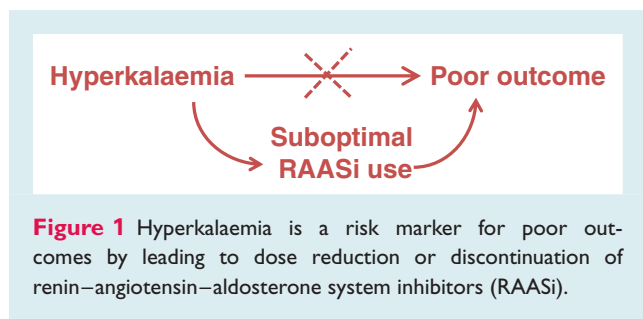 Hyperkalaemia
Poor outcome
Suboptimal
RAASi use
Figure 1 Hyperkalaemia is a risk marker for poor out-
comes by leading to dose reduction or discontinuation of
renin–angiotensin–aldosterone system inhibitors (RAASi).